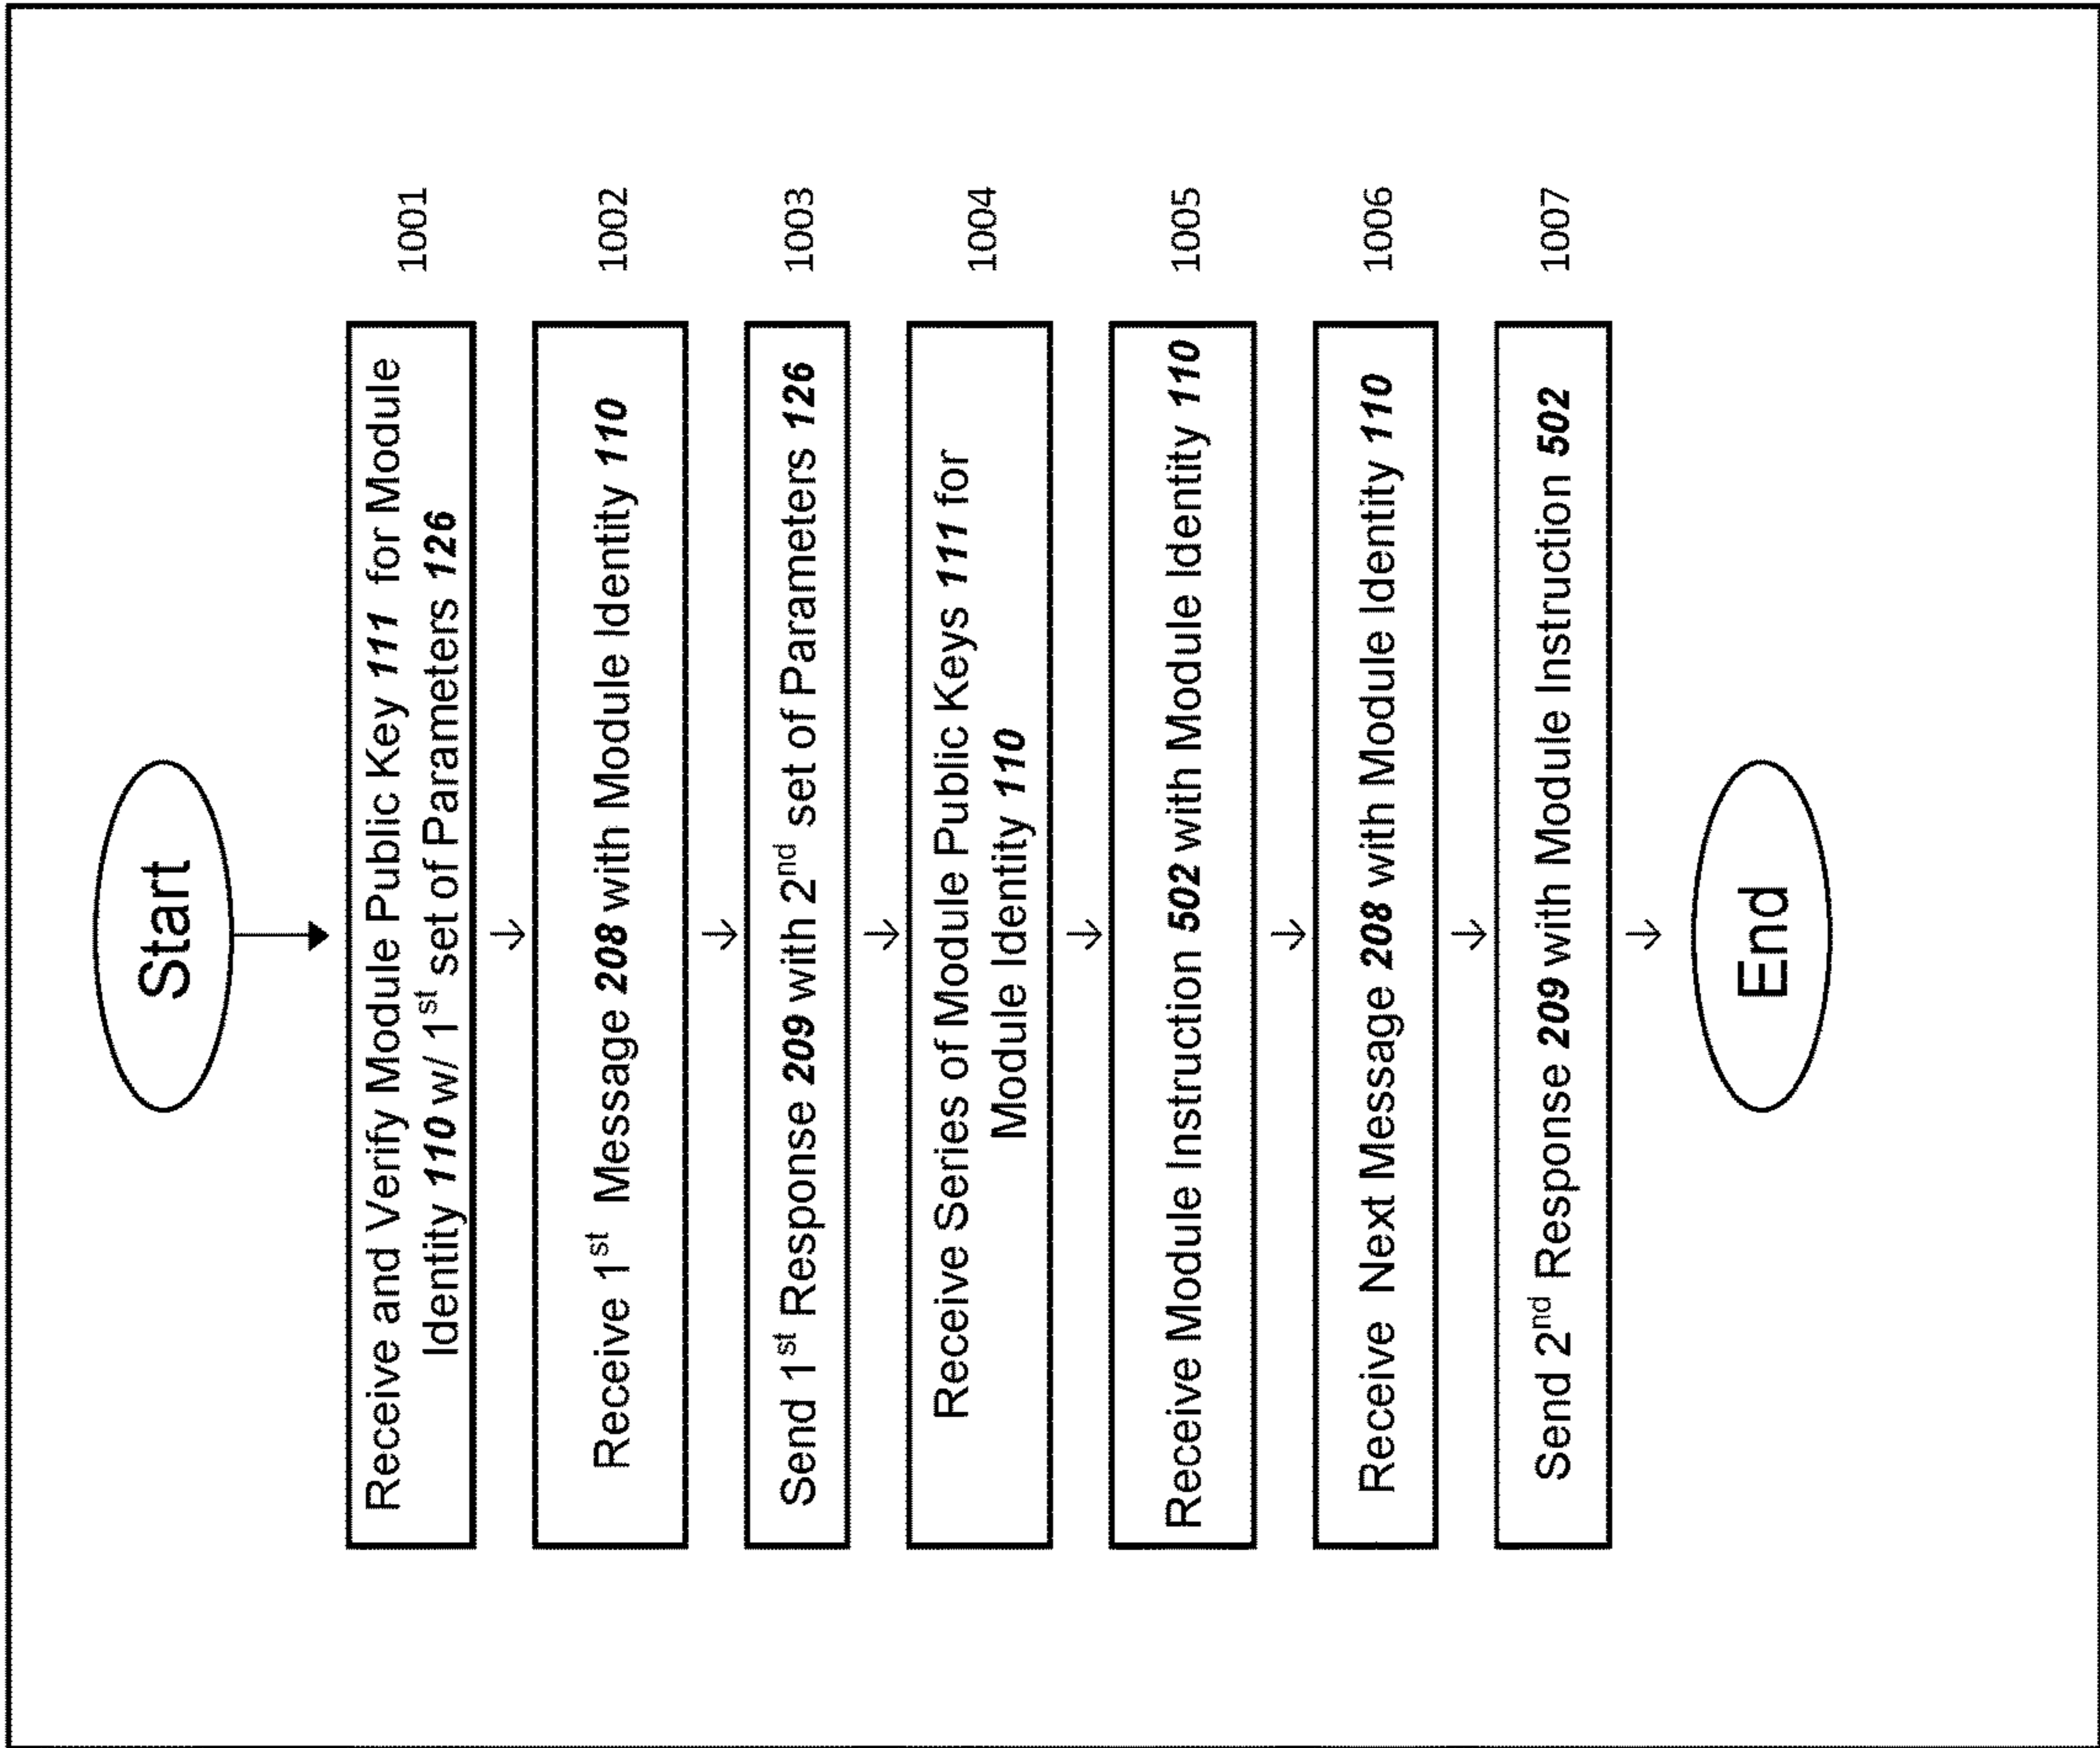 Start
Receive and Verify Module Public Key 111 for Module
Identity 110 w/ 1st set of Parameters 126
1001
Receive 1st Message 208 with Module Identity 110
1002
Send 1st Response 209 with 2nd set of Parameters 126
1003
Receive Series of Module Public Keys 111 for
Module Identity 110
1004
Receive Module Instruction 502 with Module Identity 110
1005
Receive Next Message 208 with Module Identity 110
1006
Send 2nd Response 209 with Module Instruction 502
1007
End